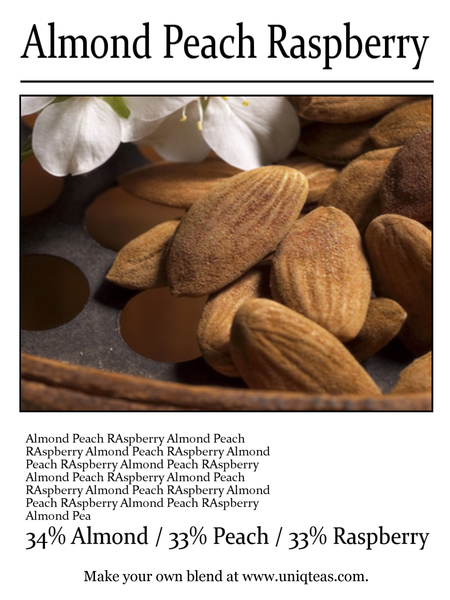 Almond Peach Raspberry
Almond Peach RAspberry Almond Peach
RAspberry Almond Peach RAspberry Almond
Peach RAspberry Almond Peach RAspberry
Almond Peach RAspberry Almond Peach
RAspberry Almond Peach RAspberry Almond
Peach RAspberry Almond Peach RAspberry
Almond Pea
34% Almond / 33% Peach / 33% Raspberry
Make your own blend at www.uniqteas.com.